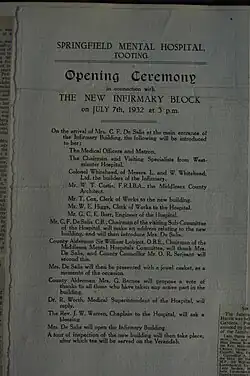 SPRINGFIELD MENTAL HOSPITAL,
TOOTING.
Opening Ceremony
in connection with
THE NEW INFIRMARY BLOCK
on JULY 7th, 1932 at 3 p.m.
On the arrival of Mrs. C. F. De Salis at the main entrance of
the Infirmary Building, the following will be introduced
to her:
The Medical Officers and Matron.
The Chairman and Visiting Specialists from West-
minster Hospital.
Colonel Whitehead, of Messrs. L. and W. Whitehead,
Ltd. the builders of the Infirmary.
Mr. W. T. Curtis, F.R.I.B.A., the Middlesex County
Architect.
Mr. T. Cox, Clerk of Works to the new building.
Mr. W. E. Higgs, Clerk of Works to the Hospital.
Mr. G. C. E. Barr, Engineer of the Hospital.
Mr. C. F. De Salis, C.B., Chairman of the visiting Sub-Committee
of the Hospital, will make an address relating to the new
building, and will then introduce Mrs. De Salis.
County Alderman Sir William Lobjoit, O.B.E., Chairman of the
Middlesex Mental Hospitals Committee, will thank Mrs.
De Salis, and County Councillor Mr. O. R. Serjeant will
second this.
Mrs. De Salis will then be presented with a jewel casket, as a
memento of the occasion.
County Alderman Mrs. G. will propose a vote of
thanks to all those who have taken any active part in the
building.
Dr. R. Worth, Medical Superintendent of the Hospital, will
reply.
The Rev. J. W. Warren, Chaplain to the Hospital, will ask a
blessing.
Mrs. De Salis will open the Infirmary Building.
A tour of inspection of the new building will then take place,
after which tea will be served on the Verandah.